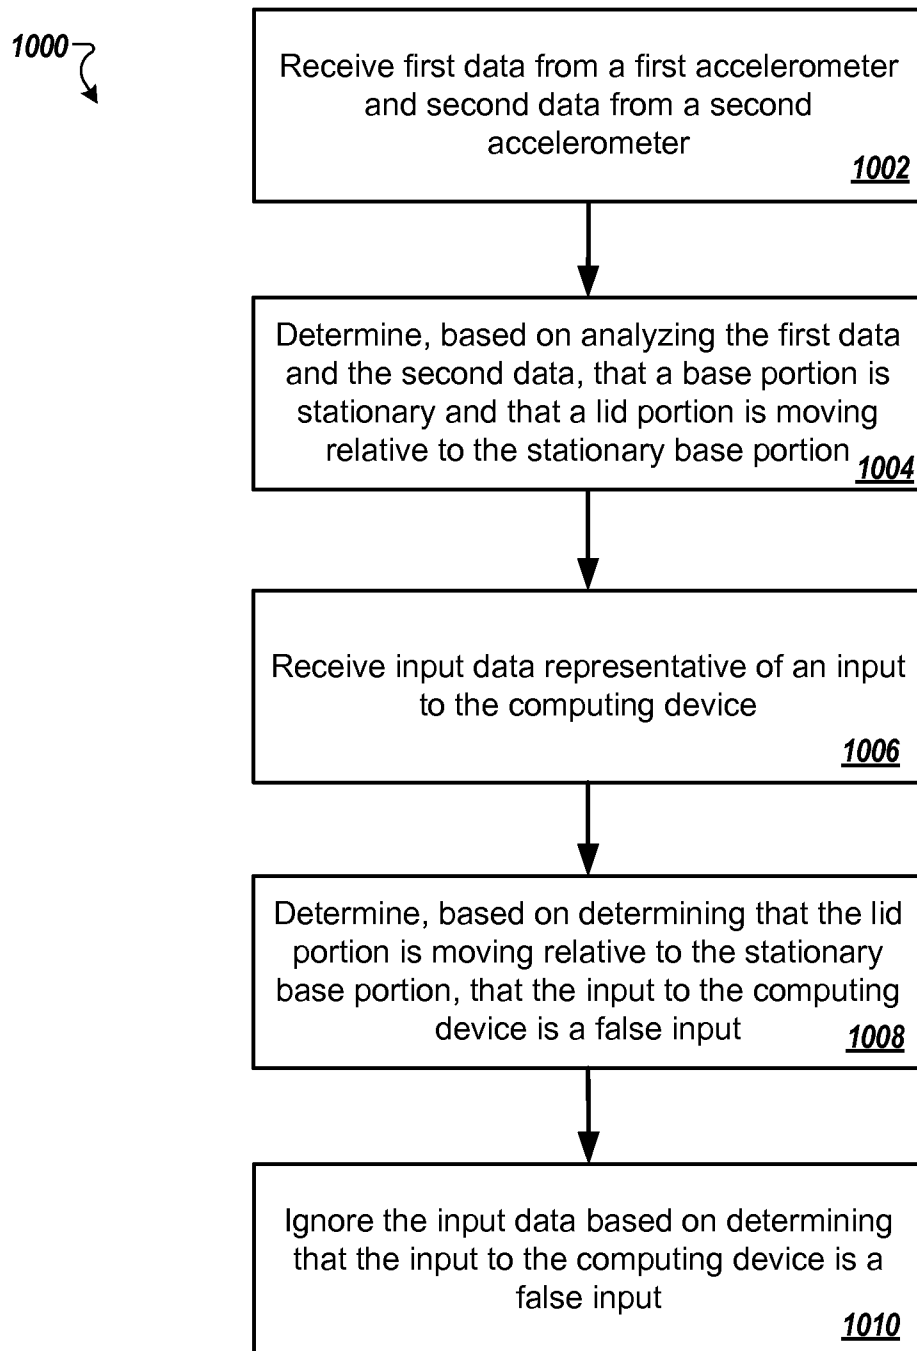 1000
Receive first data from a first accelerometer
and second data from a second
accelerometer
1002
Determine, based on analyzing the first data
and the second data, that a base portion is
stationary and that a lid portion is moving
relative to the stationary base portion
1004
Receive input data representative of an input
to the computing device
1006
Determine, based on determining that the lid
portion is moving relative to the stationary
base portion, that the input to the computing
device is a false input
1008
Ignore the input data based on determining
that the input to the computing device is a
false input
1010